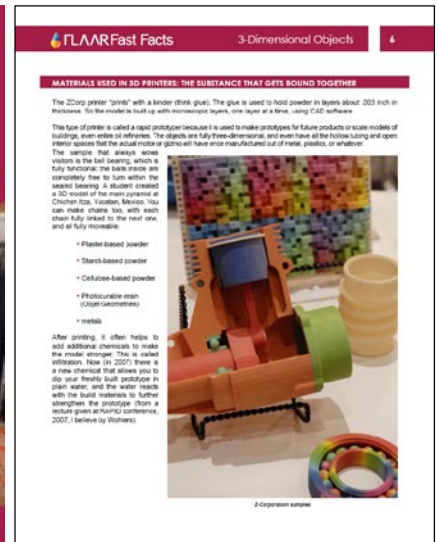 FLAAR Fast Facts
3-Dimensional Objects
6
MATERIALS USED IN 3D PRINTERS: THE SUBSTANCE THAT GETS BOUND TOGETHER
The ZCorp printer "prints" with a binder (think glue). The glue is used to hold powder in layers about .003 inch in
thickness. So the model is built up with microscopic layers, one layer at a time, using CAD software.
This type of printer is called a rapid prototyper because it is used to make prototypes for future products or scale models of
buildings, even entire oil refineries. The objects are fully three-dimensional, and even have all the hollow tubing and open
interior spaces that the actual motor or gizmo will have once manufactured out of metal, plastics, or whatever.
The sample that always wows
visitors is the ball bearing, which is
fully functional: the balls inside are
completely free to turn within the
sealed bearing. A student created
a 3D model of the main pyramid at
Chichen Itza, Yucatan, Mexico. You
can make chains too, with each
chain fully linked to the next one,
and all fully moveable.
• Plaster-based powder
• Starch-based powder
• Cellulose-based powder
• Photocurable resin
(Objet Geometries)
• metals
After printing, it often helps to
add additional chemicals to make
the model stronger. This is called
infiltration. Now (in 2007) there is
a new chemical that allows you to
dip your freshly built prototype in
plain water, and the water reacts
with the build materials to further
strengthen the prototype (from a
lecture given at RAPID conference,
2007, I believe by Wohlers).
Z-Corporation samples